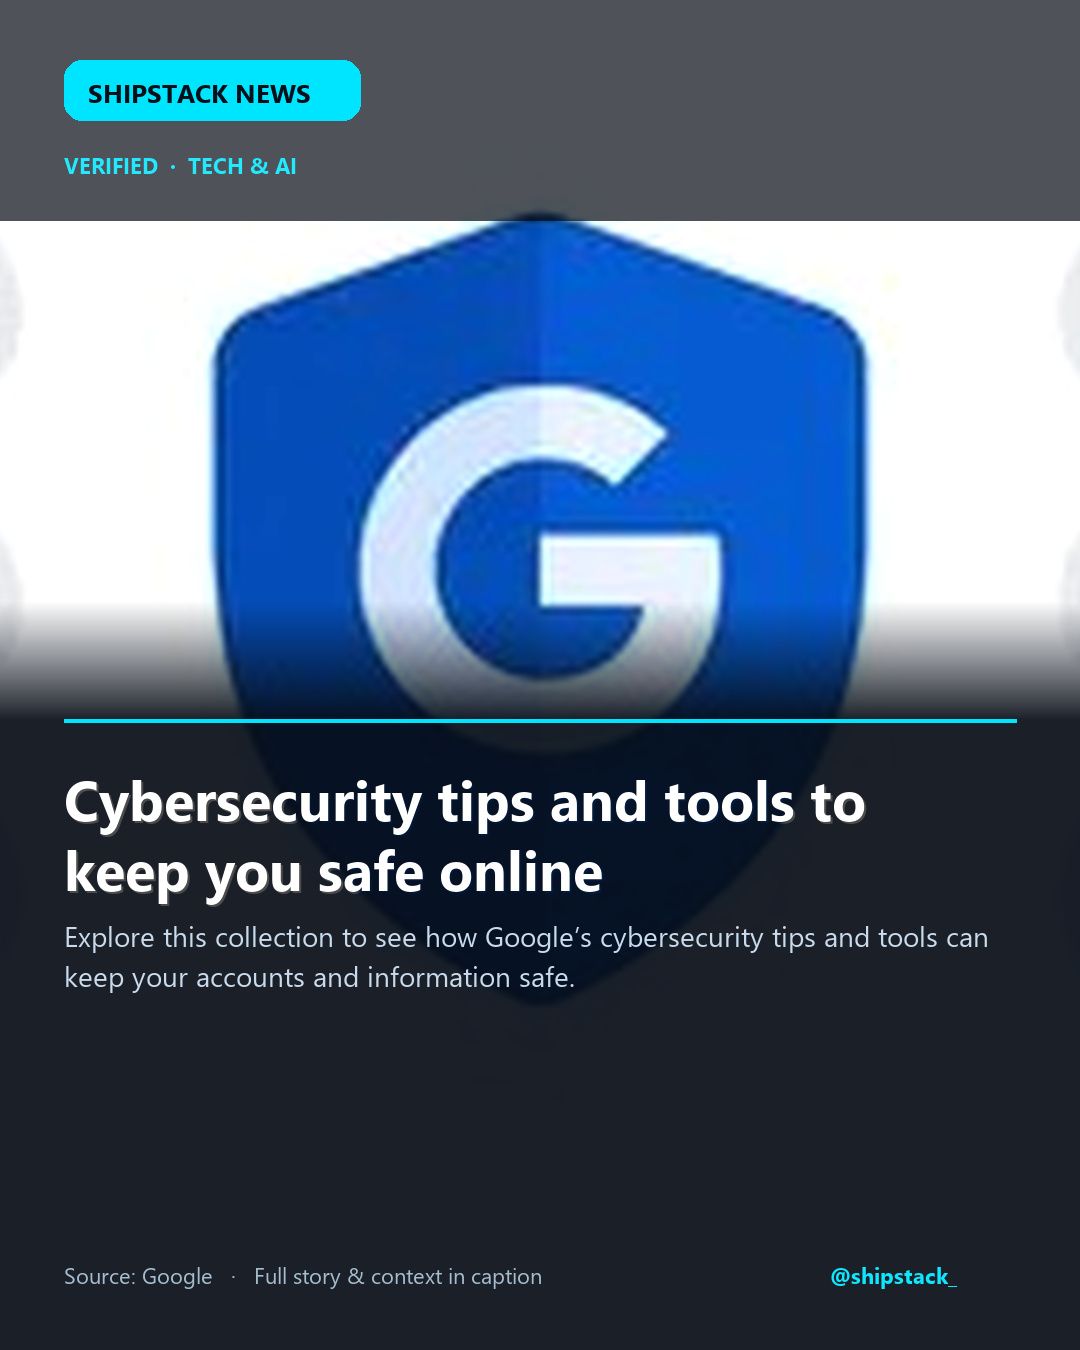 SHIPSTACK NEWS
VERIFIED · TECH & AI
G
Cybersecurity tips and tools to
keep you safe online
Explore this collection to see how Google’s cybersecurity tips and tools can
keep your accounts and information safe.
Source: Google · Full story & context in caption
@shipstack_